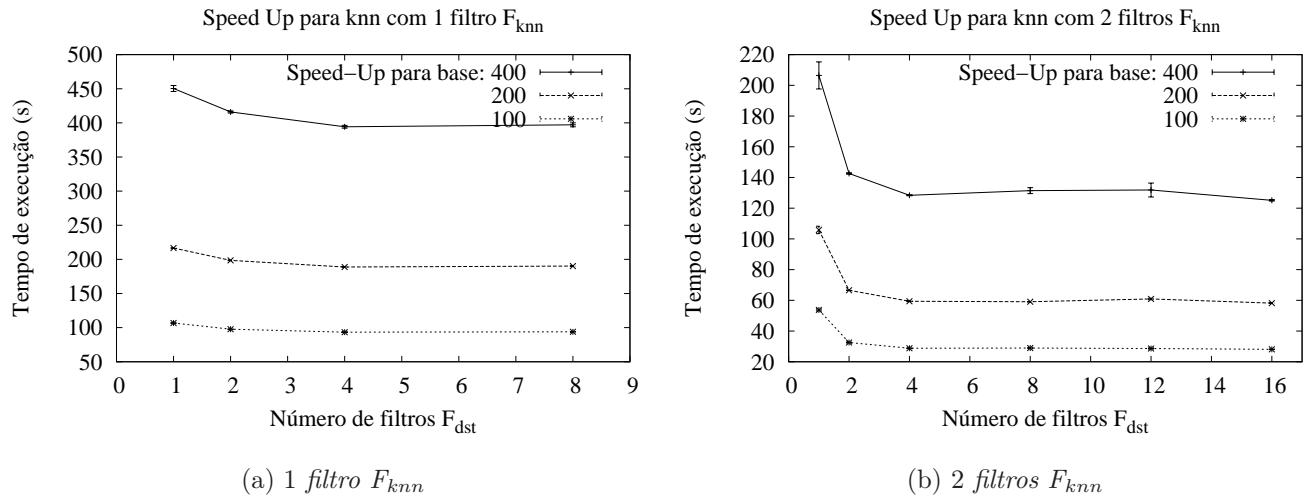 Speed Up para knn com 1 filtro F_knn
Tempo de execução (s)
500
450
400
350
300
250
200
150
100
50
Speed−Up para base: 400
200
100
0 1 2 3 4 5 6 7 8 9
Número de filtros F_dst
(a) 1 filtro F_knn
Speed Up para knn com 2 filtros F_knn
Tempo de execução (s)
220
200
180
160
140
120
100
80
60
40
20
Speed−Up para base: 400
200
100
0 2 4 6 8 10 12 14 16
Número de filtros F_dst
(b) 2 filtros F_knn